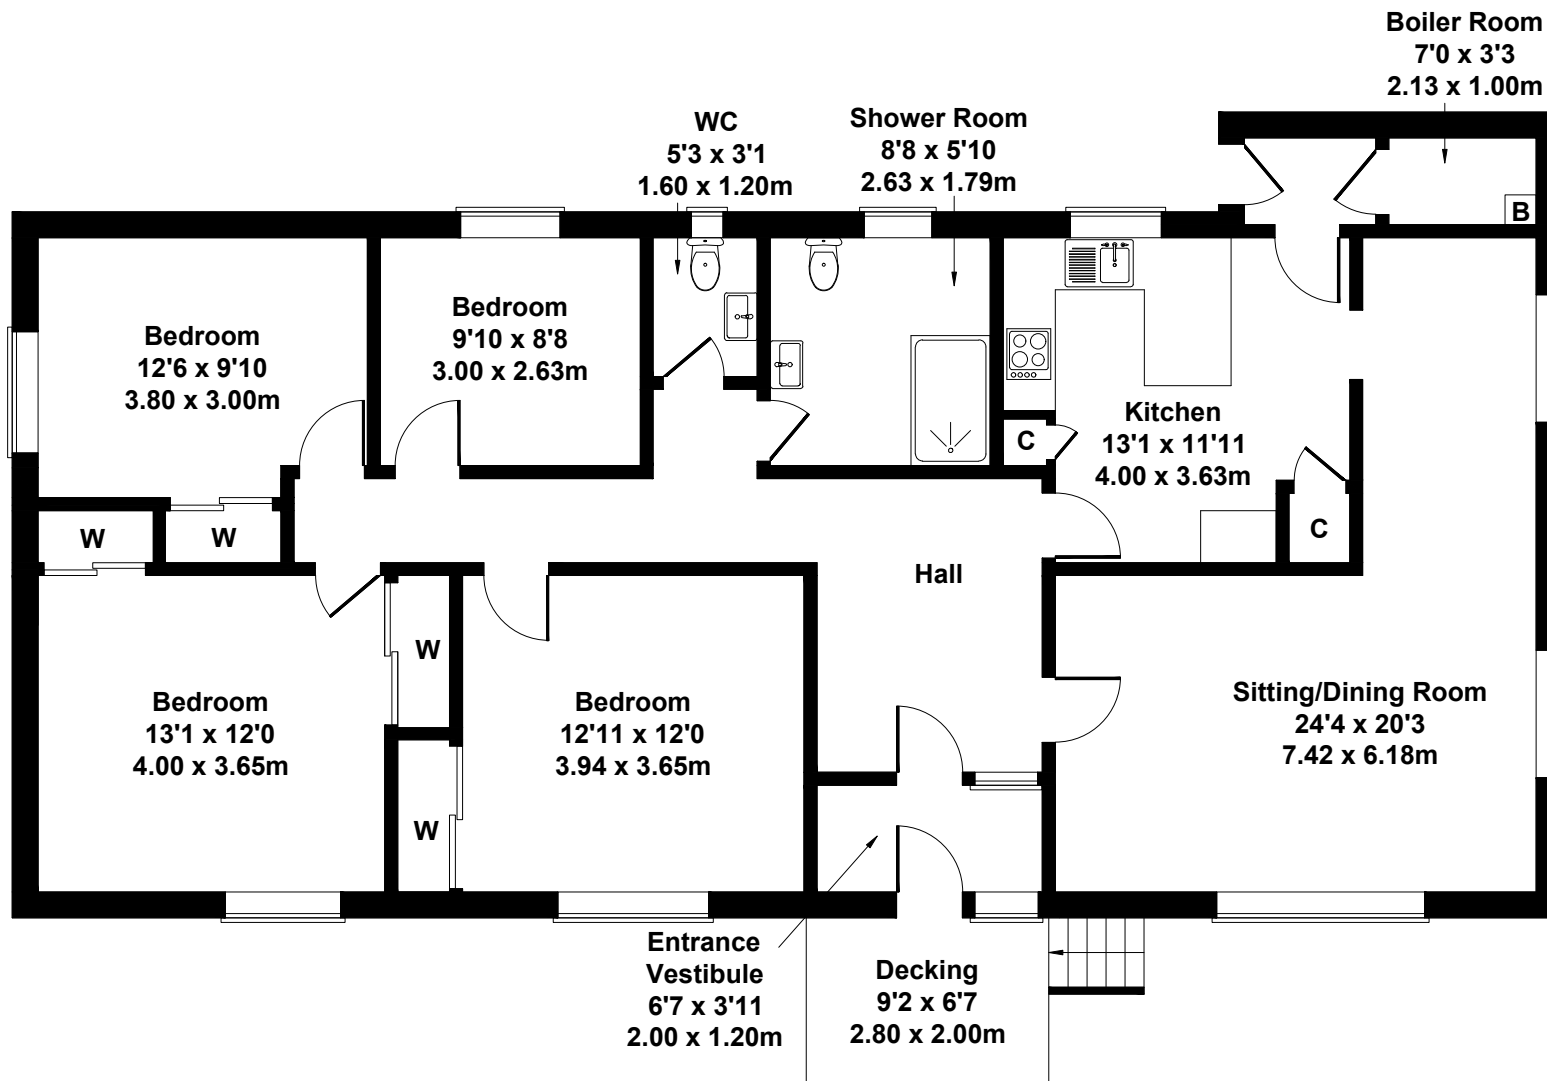 Boiler Room
7'0 x 3'3
2.13 x 1.00m
WC
5'3 x 3'1
1.60 x 1.20m
Shower Room
8'8 x 5'10
2.63 x 1.79m
B
Bedroom
12'6 x 9'10
3.80 x 3.00m
Bedroom
9'10 x 8'8
3.00 x 2.63m
Kitchen
13'1 x 11'11
4.00 x 3.63m
C
C
W
W
Hall
W
Bedroom
13'1 x 12'0
4.00 x 3.65m
Bedroom
12'11 x 12'0
3.94 x 3.65m
Sitting/Dining Room
24'4 x 20'3
7.42 x 6.18m
W
Entrance
Vestibule
6'7 x 3'11
2.00 x 1.20m
Decking
9'2 x 6'7
2.80 x 2.00m